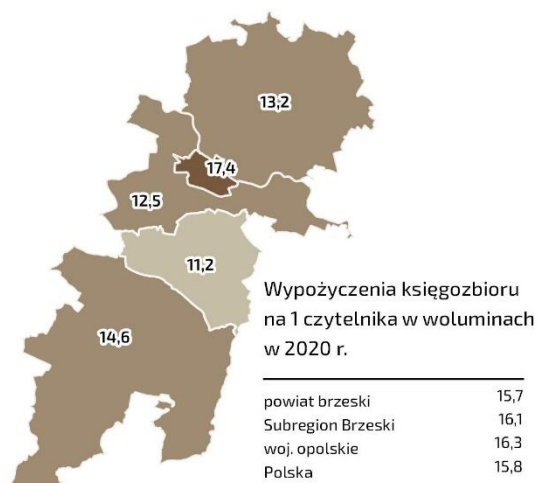 13,2
17,4
12,5
11,2
14,6
Wypożyczenia księgozbioru
na 1 czytelnika w woluminach
w 2020 r.
powiat brzeski 15,7
Subregion Brzeski 16,1
woj. opolskie 16,3
Polska 15,8